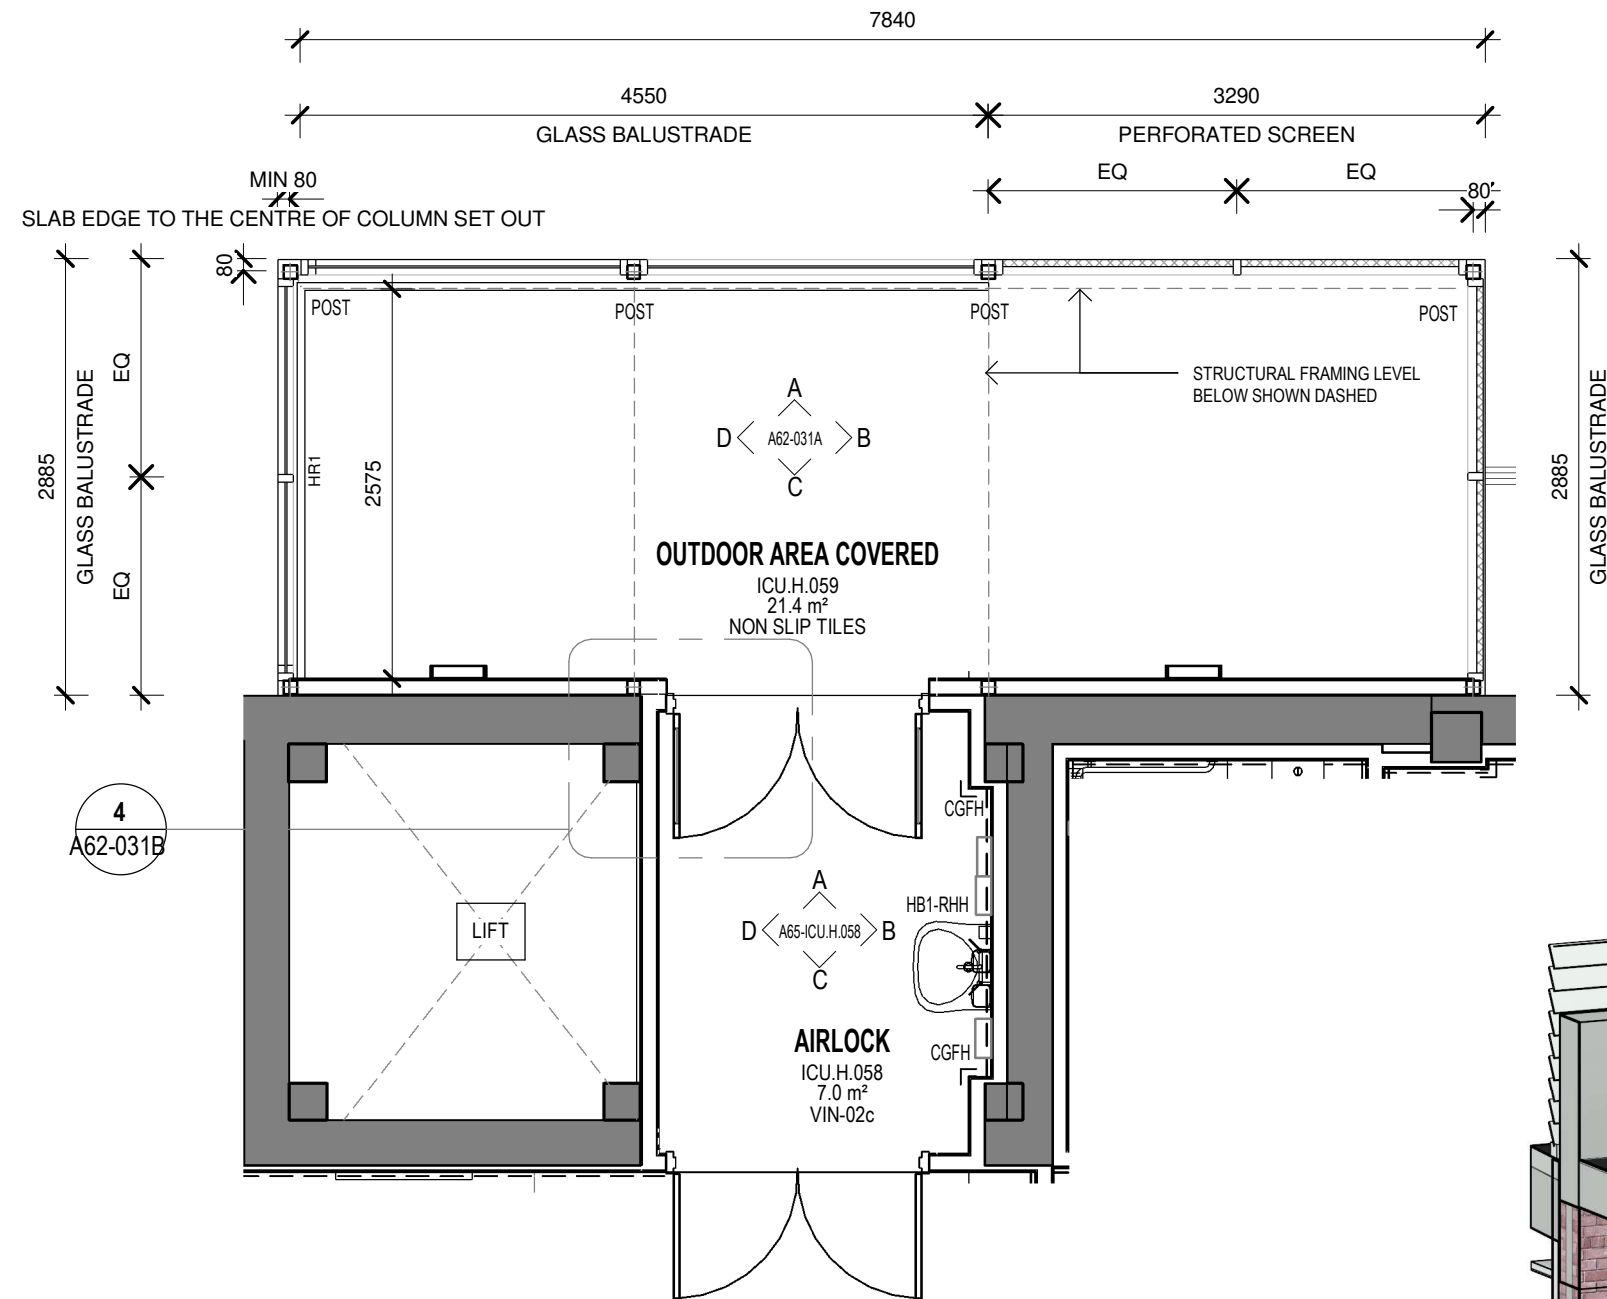 7840
4550
3290
GLASS BALUSTRADE
PERFORATED SCREEN
EQ
EQ
MIN 80
80
SLAB EDGE TO THE CENTRE OF COLUMN SET OUT
80
POST
POST
POST
POST
STRUCTURAL FRAMING LEVEL
BELOW SHOWN DASHED
2885
GLASS BALUSTRADE
EQ
EQ
HR1
2575
A
D
A62-031A
B
C
2885
GLASS BALUSTRADE
OUTDOOR AREA COVERED
ICU.H.059
21.4 m²
NON SLIP TILES
4
A62-031B
LIFT
CGFH
HB1-RHH
A
D
A65-ICU.H.058
B
C
AIRLOCK
ICU.H.058
7.0 m²
VIN-02c
CGFH